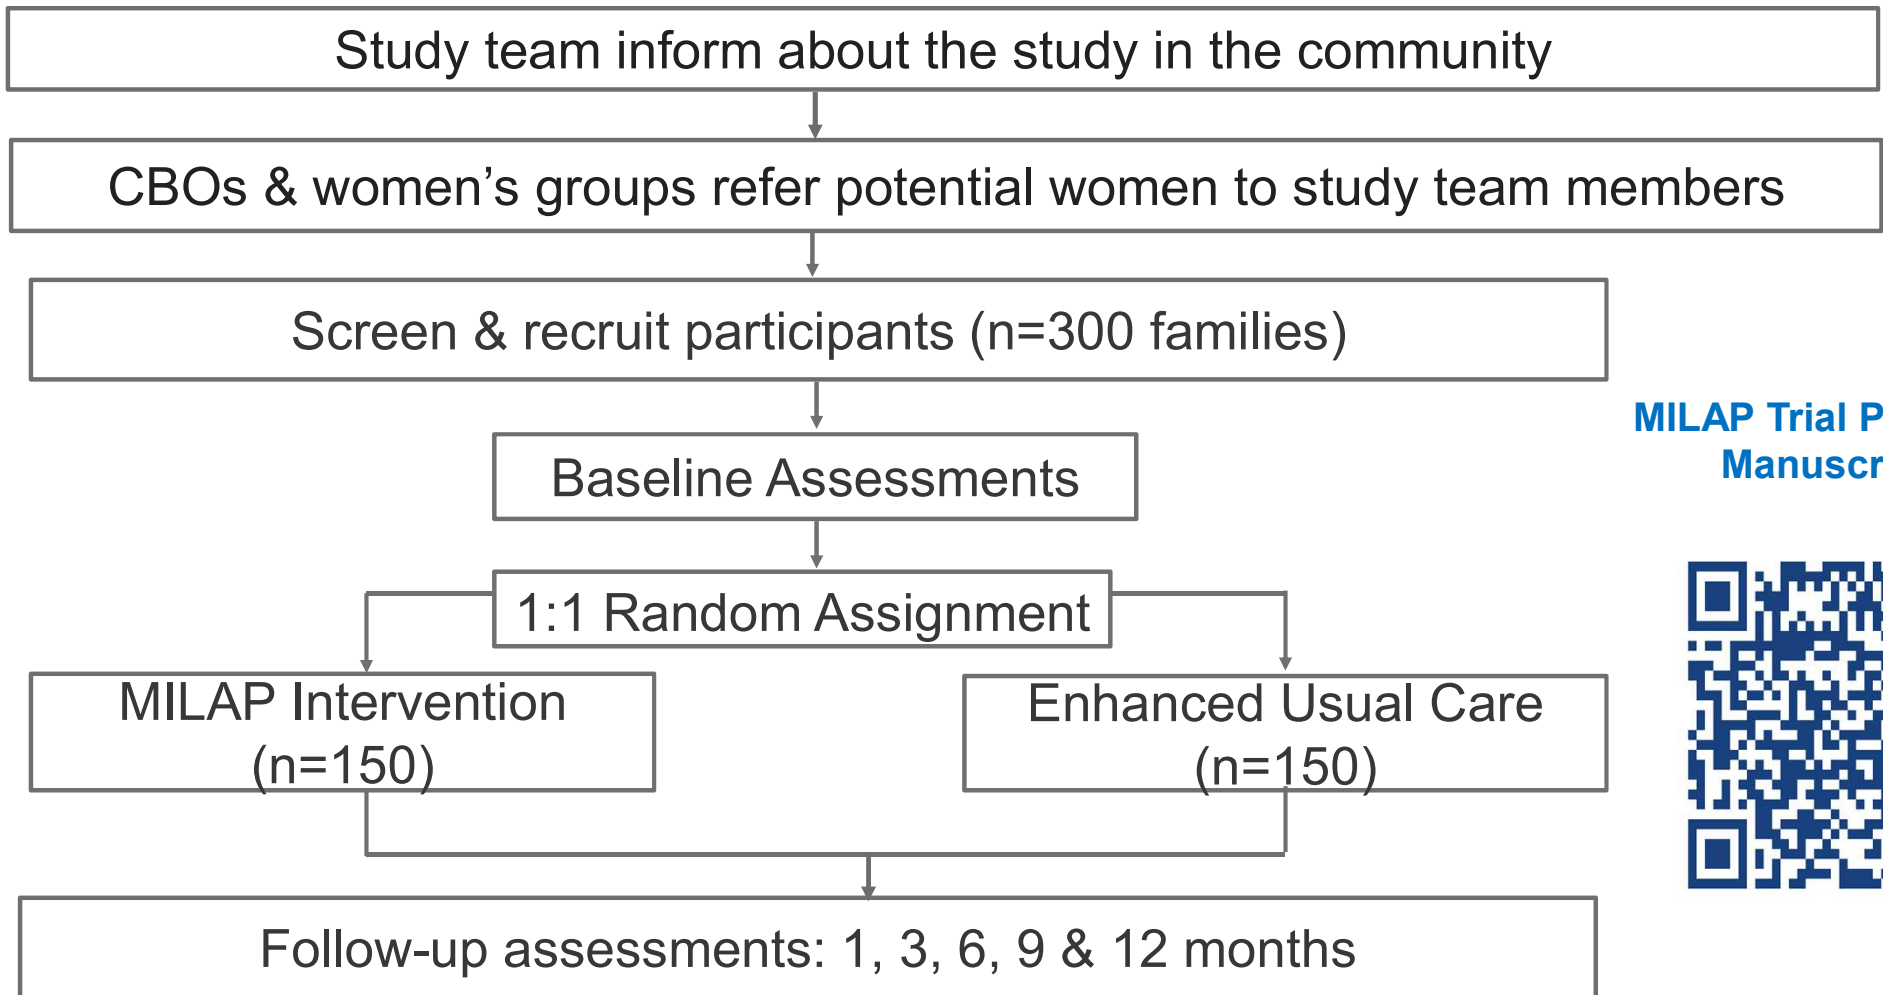 Study team inform about the study in the community
CBOs & women’s groups refer potential women to study team members
Screen & recruit participants (n=300 families)
MILAP Trial P
Manuscr
Baseline Assessments
1:1 Random Assignment
MILAP Intervention
(n=150)
Enhanced Usual Care
(n=150)
Follow-up assessments: 1, 3, 6, 9 & 12 months